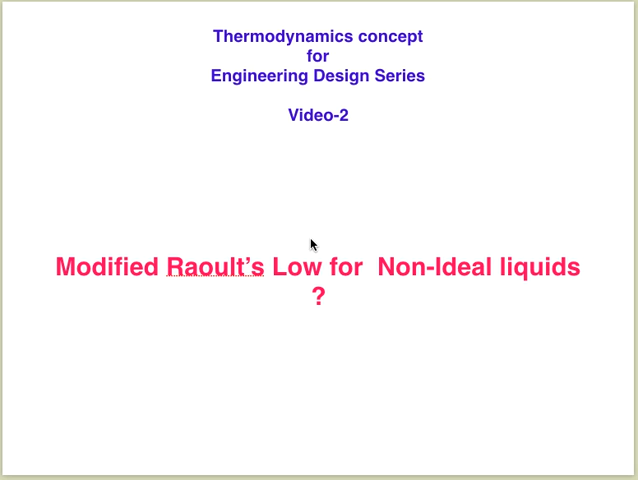 Thermodynamics concept
for
Engineering Design Series
Video-2
Modified Raoult’s Low for  Non-Ideal liquids
?